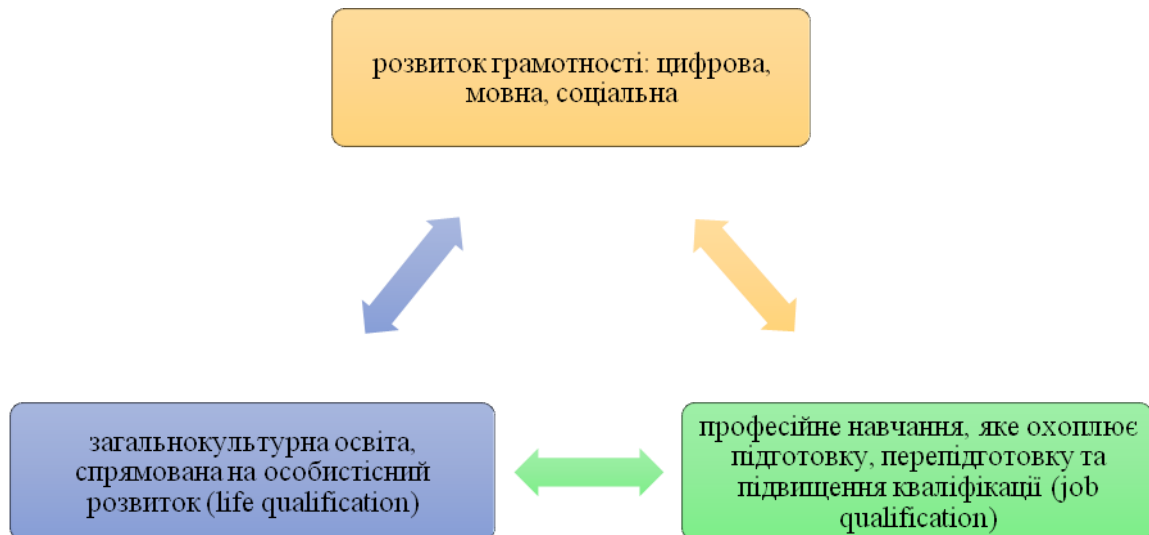 розвиток грамотності: цифрова,
мовна, соціальна
загальнокультурна освіта,
спрямована на особистісний
розвиток (life qualification)
професійне навчання, яке охоплює
підготовку, перепідготовку та
підвищення кваліфікації (job
qualification)